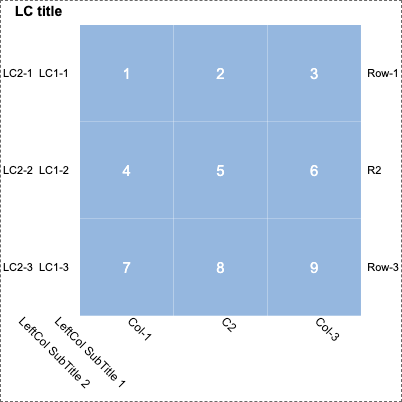 LC title
LC2-1 LC1-1 1 2 3 Row-1
LC2-2 LC1-2 4 5 6 R2
LC2-3 LC1-3 7 8 9 Row-3
LeftCol SubTitle 2
LeftCol SubTitle 1
Col-1
C2
Col-3